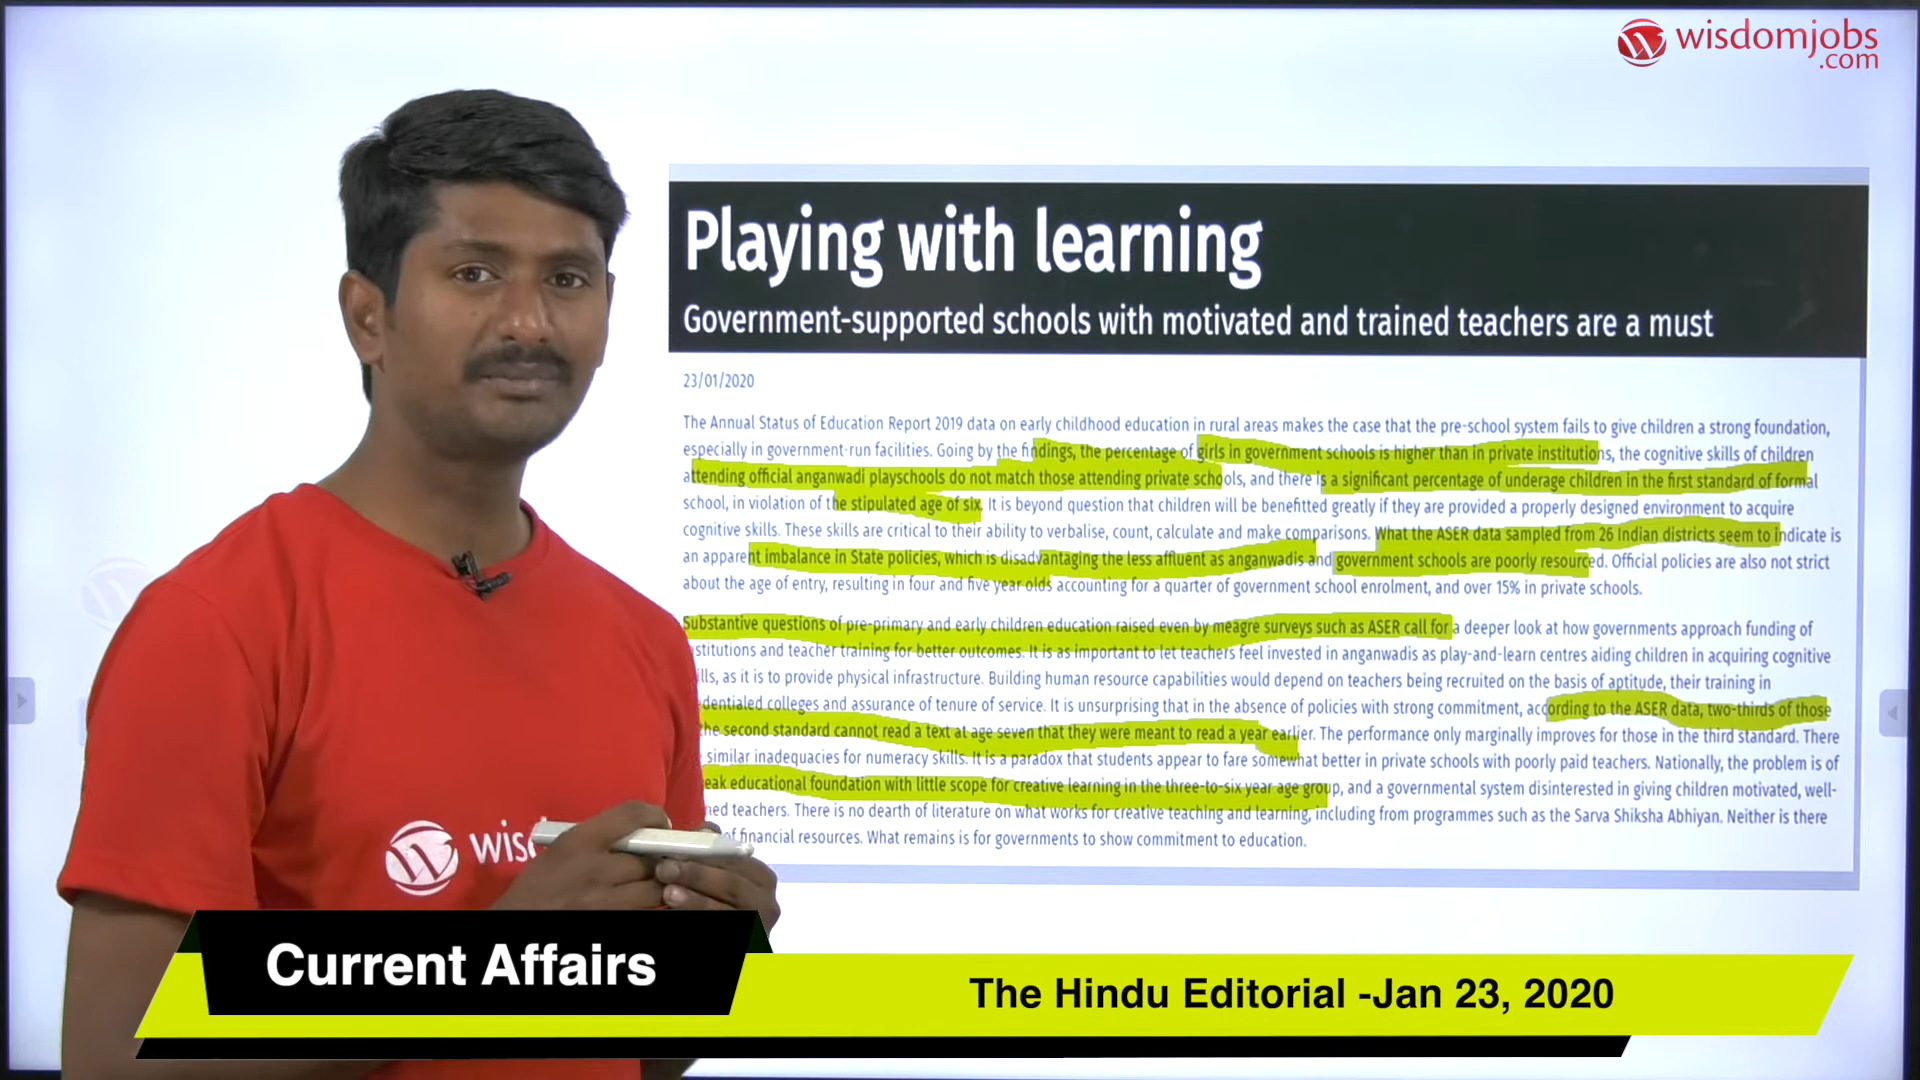 wisdomjobs
.com
Playing with learning
Government-supported schools with motivated and trained teachers are a must
23/01/2020
The Annual Status of Education Report 2019 data on early childhood education in rural areas makes the case that the pre-school system fails to give children a strong foundation,
especially in government-run facilities. Going by the findings, the percentage of girls in government schools is higher than in private institutions, the cognitive skills of children
attending official anganwadi playschools do not match those attending private schools, and there is a significant percentage of underage children in the first standard of formal
school, in violation of the stipulated age of six. It is beyond question that children will be benefitted greatly if they are provided a properly designed environment to acquire
cognitive skills. These skills are critical to their ability to verbalise, count, calculate and make comparisons. What the ASER data sampled from 26 Indian districts seem to indicate is
an apparent imbalance in State policies, which is disadvantaging the less affluent as anganwadis and government schools are poorly resourced. Official policies are also not strict
about the age of entry, resulting in four and five year olds accounting for a quarter of government school enrolment, and over 15% in private schools.
Substantive questions of pre-primary and early children education raised even by meagre surveys such as ASER call for a deeper look at how governments approach funding of
stitutions and teacher training for better outcomes. It is as important to let teachers feel invested in anganwadis as play-and-learn centres aiding children in acquiring cognitive
lls, as it is to provide physical infrastructure. Building human resource capabilities would depend on teachers being recruited on the basis of aptitude, their training in
dentialed colleges and assurance of tenure of service. It is unsurprising that in the absence of policies with strong commitment, according to the ASER data, two-thirds of those
he second standard cannot read a text at age seven that they were meant to read a year earlier. The performance only marginally improves for those in the third standard. There
similar inadequacies for numeracy skills. It is a paradox that students appear to fare somewhat better in private schools with poorly paid teachers. Nationally, the problem is of
eak educational foundation with little scope for creative learning in the three-to-six year age group, and a governmental system disinterested in giving children motivated, well-
ned teachers. There is no dearth of literature on what works for creative teaching and learning, including from programmes such as the Sarva Shiksha Abhiyan. Neither is there
of financial resources. What remains is for governments to show commitment to education.
wisd
Current Affairs
The Hindu Editorial -Jan 23, 2020